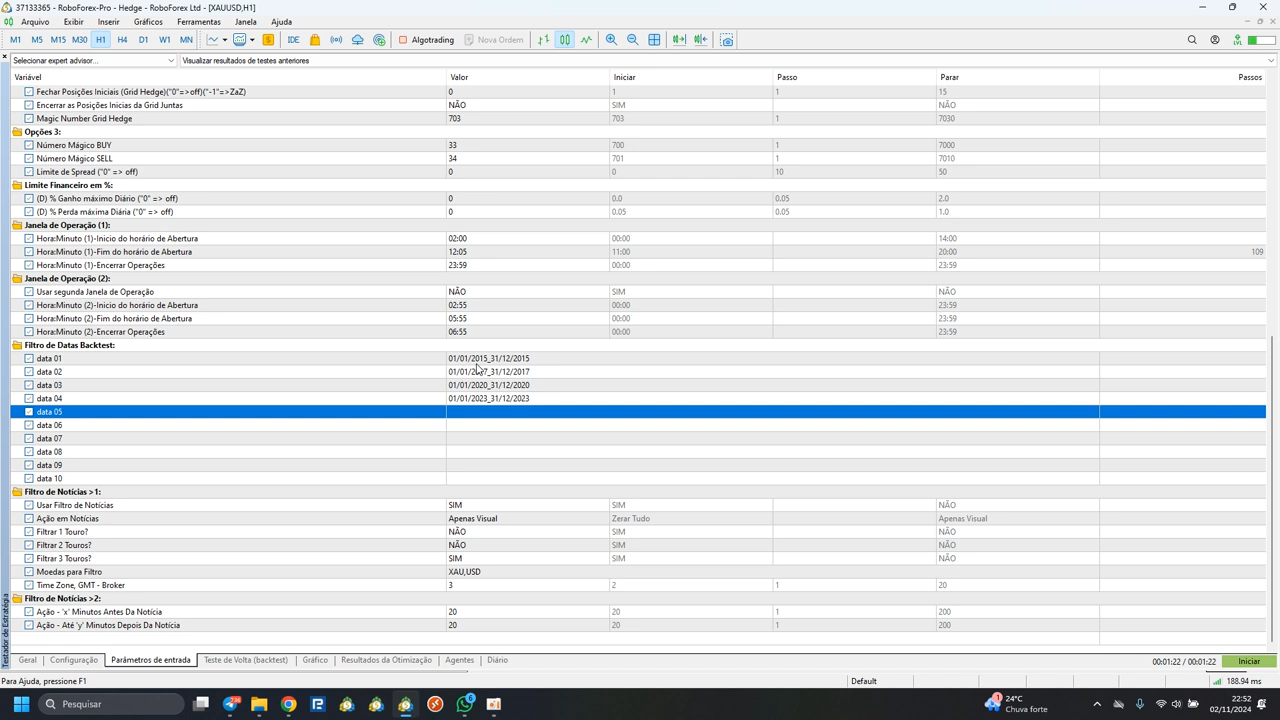 37133365 - RoboForex-Pro - Hedge - RoboForex Ltd - [XAUUSD,H1]
Arquivo Exibir Inserir Gráficos Ferramentas Janela Ajuda
M1 M5 M15 M30 H1 H4 D1 W1 MN IDE Algotrading Nova Ordem LVL
Selecionar expert advisor... Visualizar resultados de testes anteriores
Variável Valor Iniciar Passo Parar Passos
Fechar Posições Iniciais (Grid Hedge)("0"=>off)("-1"=>ZaZ) 0 1 1 15
Encerrar as Posições Inicias da Grid Juntas NÃO SIM NÃO
Magic Number Grid Hedge 703 703 1 7030
Opções 3:
Número Mágico BUY 33 700 1 7000
Número Mágico SELL 34 701 1 7010
Limite de Spread ("0" => off) 0 0 10 50
Limite Financeiro em %:
(D) % Ganho máximo Diário ("0" => off) 0 0.0 0.05 2.0
(D) % Perda máxima Diária ("0" => off) 0 0.05 0.05 1.0
Janela de Operação (1):
Hora:Minuto (1)-Inicio do horário de Abertura 02:00 00:00 14:00
Hora:Minuto (1)-Fim do horário de Abertura 12:05 11:00 20:00 109
Hora:Minuto (1)-Encerrar Operações 23:59 00:00 23:59
Janela de Operação (2):
Usar segunda Janela de Operação NÃO SIM NÃO
Hora:Minuto (2)-Inicio do horário de Abertura 02:55 00:00 23:59
Hora:Minuto (2)-Fim do horário de Abertura 05:55 00:00 23:59
Hora:Minuto (2)-Encerrar Operações 06:55 00:00 23:59
Filtro de Datas Backtest:
data 01 01/01/2015_31/12/2015
data 02 01/01/2017_31/12/2017
data 03 01/01/2020_31/12/2020
data 04 01/01/2023_31/12/2023
data 05
data 06
data 07
data 08
data 09
data 10
Filtro de Notícias >1:
Usar Filtro de Notícias SIM SIM NÃO
Ação em Notícias Apenas Visual Zerar Tudo Apenas Visual
Filtrar 1 Touro? NÃO SIM NÃO
Filtrar 2 Touros? NÃO SIM NÃO
Filtrar 3 Touros? SIM SIM NÃO
Moedas para Filtro XAU,USD
Time Zone, GMT - Broker 3 2 1 20
Filtro de Notícias >2:
Ação - 'x' Minutos Antes Da Notícia 20 20 1 200
Ação - Até 'y' Minutos Depois Da Notícia 20 20 1 200
Testador de Estratégia
Geral Configuração Parâmetros de entrada Teste de Volta (backtest) Gráfico Resultados da Otimização Agentes Diário 00:01:22 / 00:01:22 Iniciar
Para Ajuda, pressione F1 Default 188.94 ms
Pesquisar 24°C 22:52
Chuva forte 02/11/2024